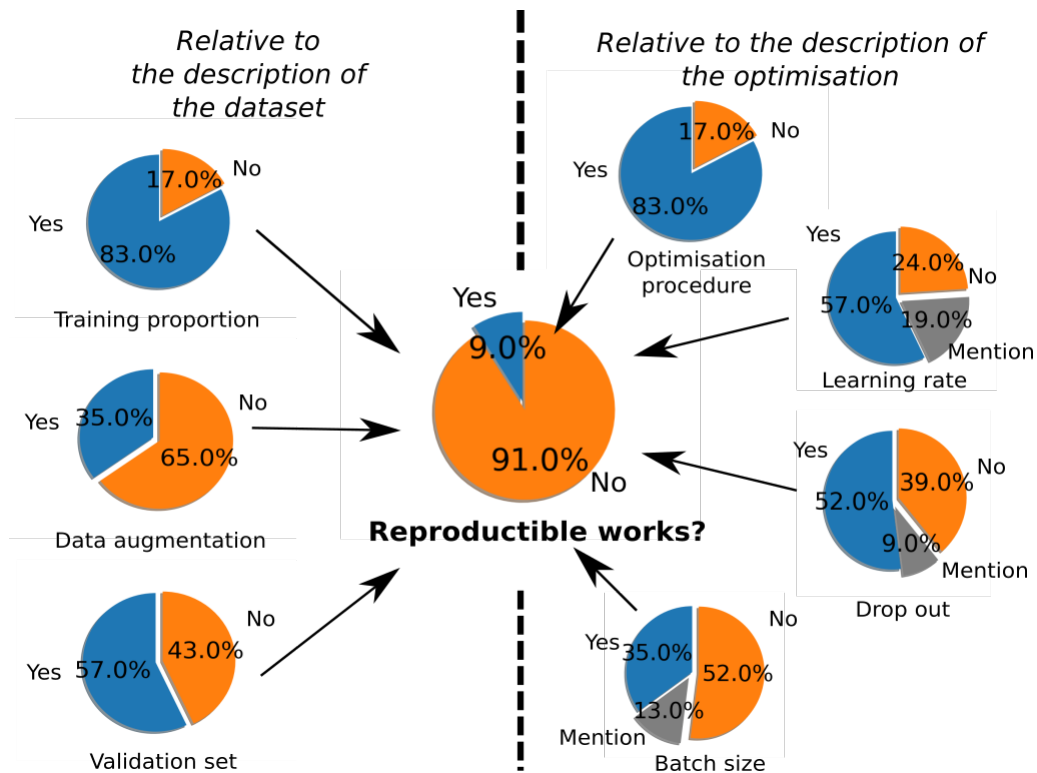 Relative to
the description of
the dataset
Relative to the description of
the optimisation
No
17.0%
Yes
83.0%
Training proportion
17.0%
No
Yes
83.0%
Optimisation
procedure
Yes
24.0%
No
57.0%
19.0%
Mention
Learning rate
Yes
9.0%
91.0%
No
Reproductible works?
Yes
35.0%
No
65.0%
Data augmentation
Yes
39.0%
No
52.0%
9.0%
Mention
Drop out
No
43.0%
Yes
57.0%
Validation set
No
Yes
35.0%
52.0%
13.0%
Mention
Batch size